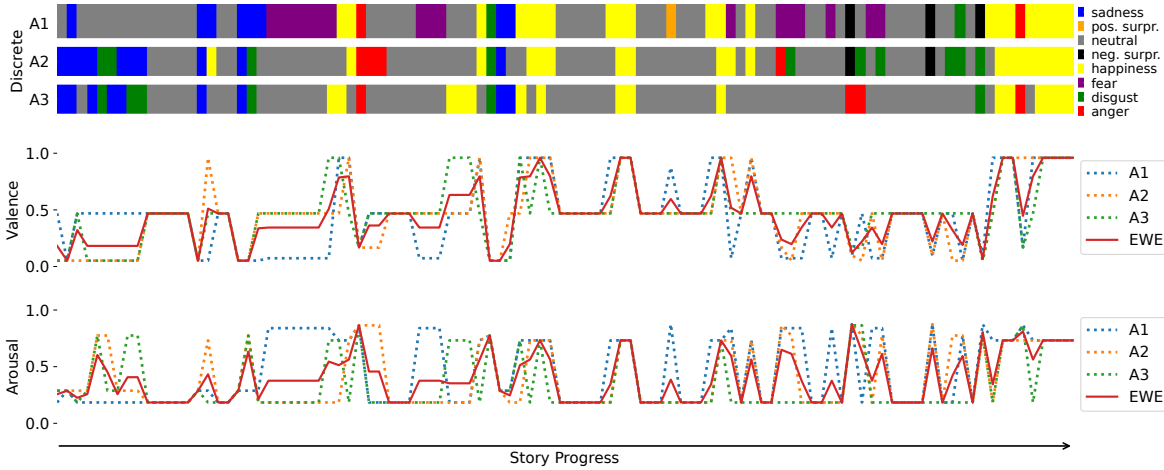 Discrete
A1
A2
A3
sadness
pos. surpr.
neutral
neg. surpr.
happiness
fear
disgust
anger
Valence
1.0
0.5
0.0
A1
A2
A3
EWE
Arousal
1.0
0.5
0.0
A1
A2
A3
EWE
Story Progress